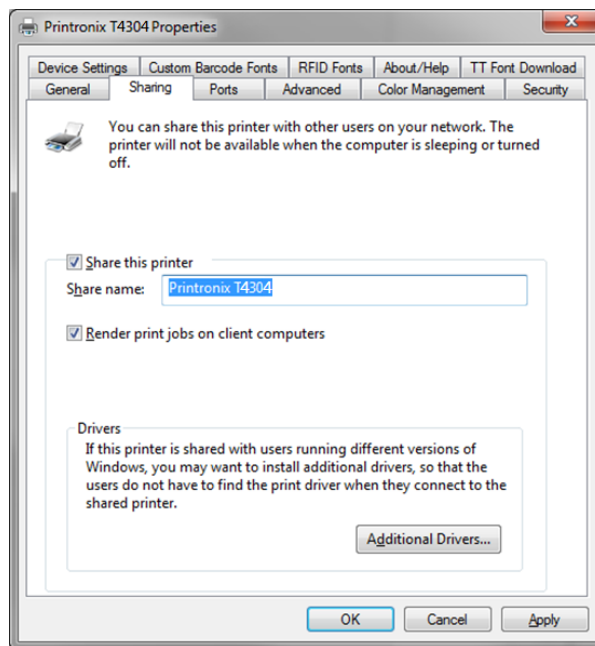 Printronix T4304 Properties
Device Settings Custom Barcode Fonts RFID Fonts About/Help TT Font Download
General Sharing Ports Advanced Color Management Security
You can share this printer with other users on your network. The
printer will not be available when the computer is sleeping or turned
off.
Share this printer
Share name: Printronix T4304
Render print jobs on client computers
Drivers
If this printer is shared with users running different versions of
Windows, you may want to install additional drivers, so that the
users do not have to find the print driver when they connect to the
shared printer.
Additional Drivers...
OK Cancel Apply